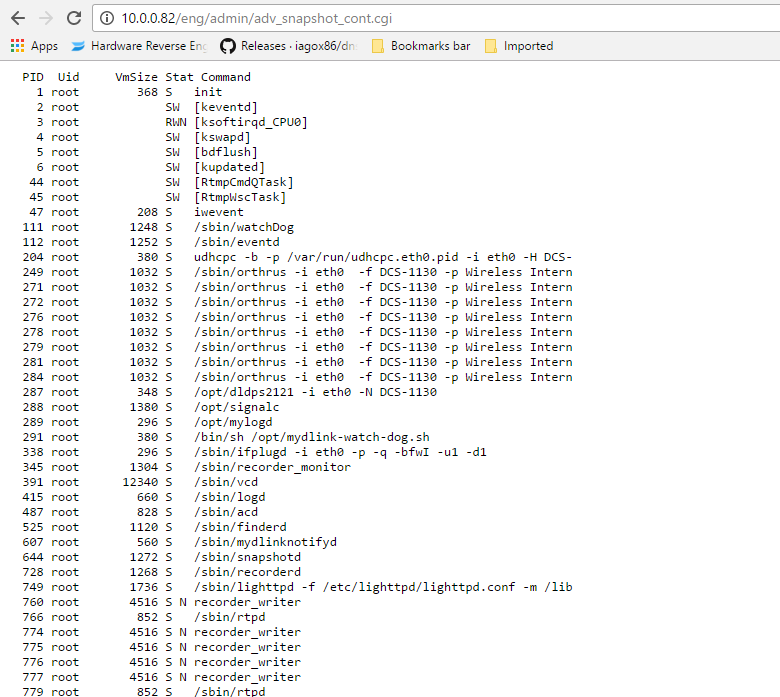 10.0.0.82/eng/admin/adv_snapshot_cont.cgi
Apps Hardware Reverse Eng Releases · iagox86/dn Bookmarks bar Imported
PID Uid VmSize Stat Command
1 root 368 S init
2 root SW [keventd]
3 root RWN [ksoftirqd_CPU0]
4 root SW [kswapd]
5 root SW [bdflush]
6 root SW [kupdated]
44 root SW [RtmpCmdQTask]
45 root SW [RtmpWscTask]
47 root 208 S iwevent
111 root 1248 S /sbin/watchDog
112 root 1252 S /sbin/eventd
204 root 380 S udhcpc -b -p /var/run/udhcpc.eth0.pid -i eth0 -H DCS-
249 root 1032 S /sbin/orthrus -i eth0 -f DCS-1130 -p Wireless Intern
271 root 1032 S /sbin/orthrus -i eth0 -f DCS-1130 -p Wireless Intern
272 root 1032 S /sbin/orthrus -i eth0 -f DCS-1130 -p Wireless Intern
276 root 1032 S /sbin/orthrus -i eth0 -f DCS-1130 -p Wireless Intern
278 root 1032 S /sbin/orthrus -i eth0 -f DCS-1130 -p Wireless Intern
279 root 1032 S /sbin/orthrus -i eth0 -f DCS-1130 -p Wireless Intern
281 root 1032 S /sbin/orthrus -i eth0 -f DCS-1130 -p Wireless Intern
284 root 1032 S /sbin/orthrus -i eth0 -f DCS-1130 -p Wireless Intern
287 root 348 S /opt/dldps2121 -i eth0 -N DCS-1130
288 root 1380 S /opt/signalc
289 root 296 S /opt/mylogd
291 root 380 S /bin/sh /opt/mydlink-watch-dog.sh
338 root 296 S /sbin/ifplugd -i eth0 -p -q -bfwI -u1 -d1
345 root 1304 S /sbin/recorder_monitor
391 root 12340 S /sbin/vcd
415 root 660 S /sbin/logd
487 root 828 S /sbin/acd
525 root 1120 S /sbin/finderd
607 root 560 S /sbin/mydlinknotifyd
644 root 1272 S /sbin/snapshotd
728 root 1268 S /sbin/recorderd
749 root 1736 S /sbin/lighttpd -f /etc/lighttpd/lighttpd.conf -m /lib
760 root 4516 S N recorder_writer
766 root 852 S /sbin/rtpd
774 root 4516 S N recorder_writer
775 root 4516 S N recorder_writer
776 root 4516 S N recorder_writer
777 root 4516 S N recorder_writer
779 root 852 S /sbin/rtpd